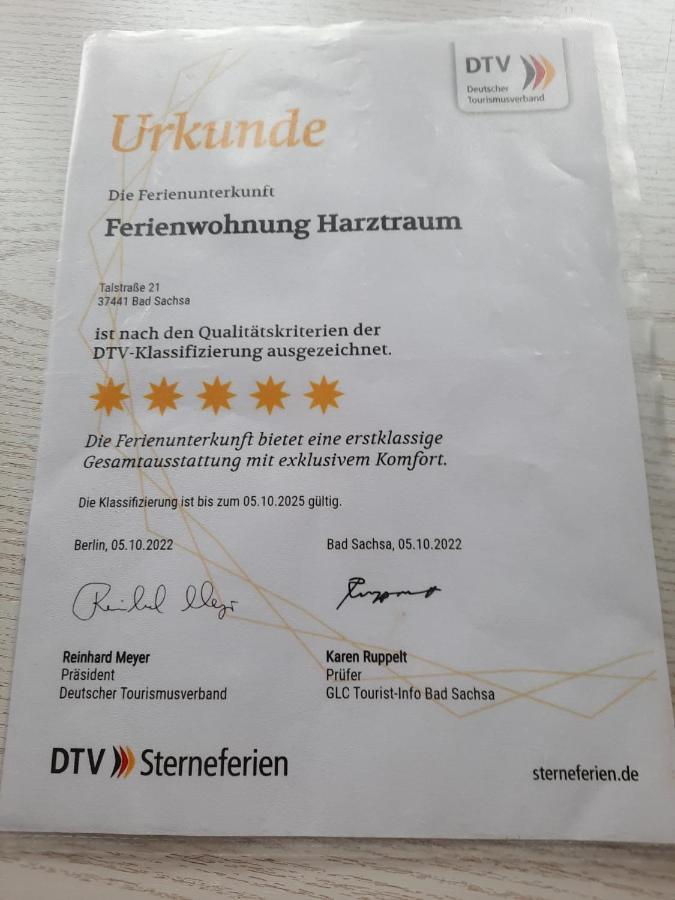 DTV
Deutscher
Tourismusverband
Urkunde
Die Ferienunterkunft
Ferienwohnung Harztraum
Talstraße 21
37441 Bad Sachsa
ist nach den Qualitätskriterien der
DTV-Klassifizierung ausgezeichnet.
Die Ferienunterkunft bietet eine erstklassige
Gesamtausstattung mit exklusivem Komfort.
Die Klassifizierung ist bis zum 05.10.2025 gültig.
Berlin, 05.10.2022
Bad Sachsa, 05.10.2022
Reinhard Meyer
Präsident
Deutscher Tourismusverband
Karen Ruppelt
Prüfer
GLC Tourist-Info Bad Sachsa
DTV Sterneferien
sterneferien.de